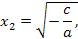 x₂ = √(−c/a),